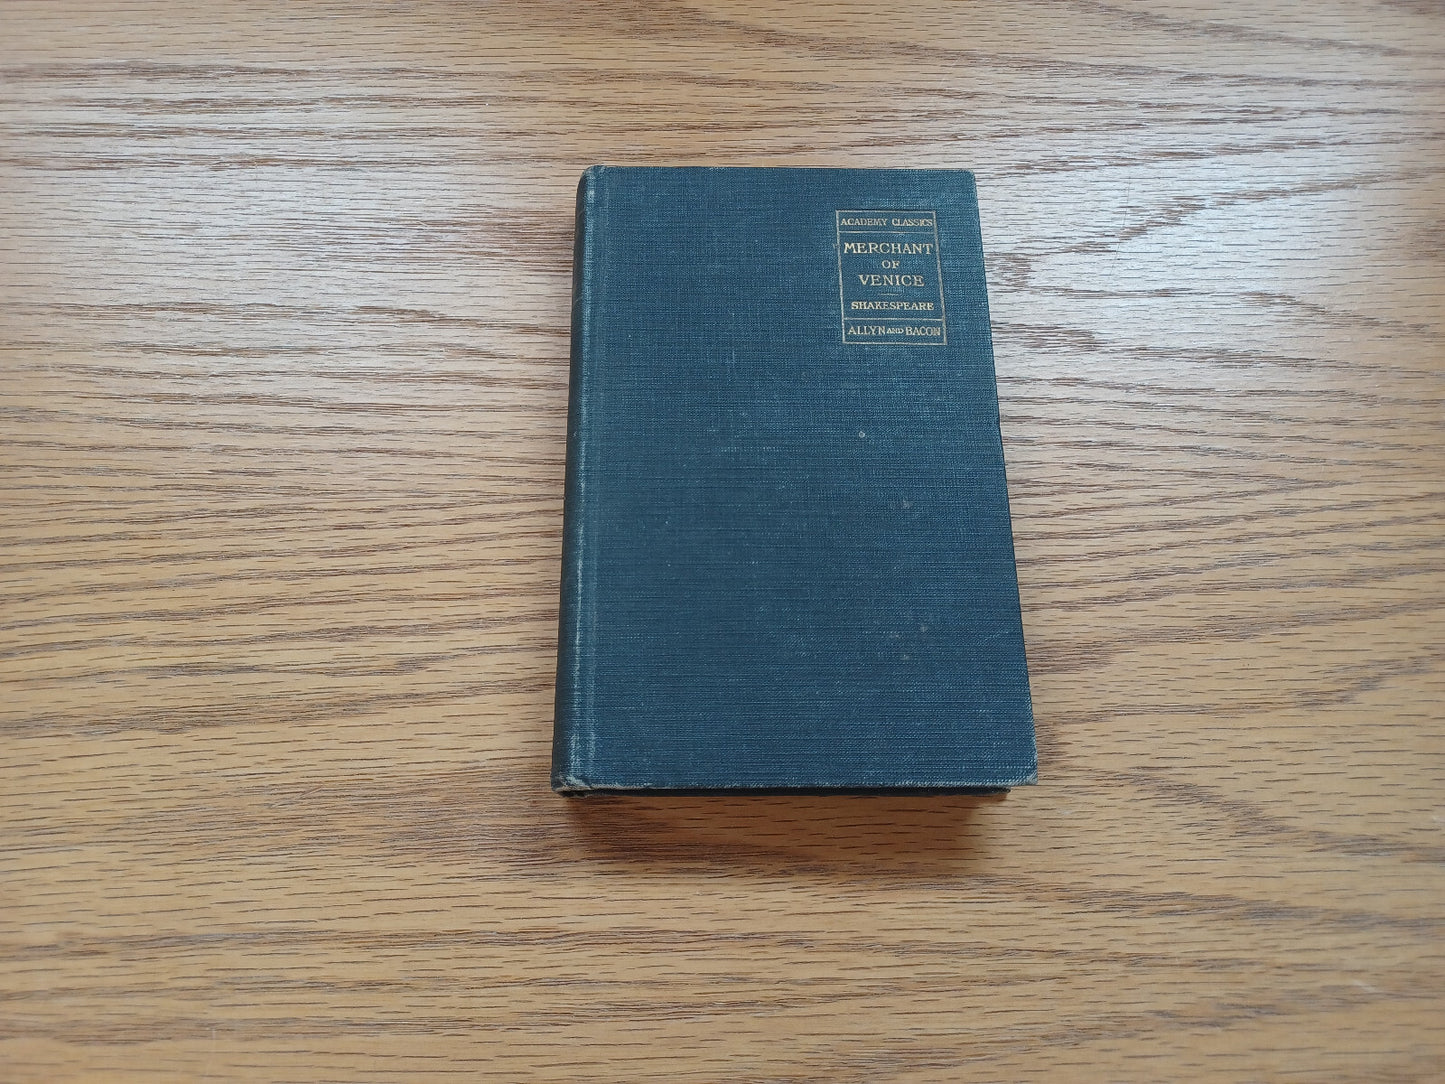 ACADEMY CLASSICS
MERCHANT
OF
VENICE
SHAKESPEARE
ALLYN AND BACON